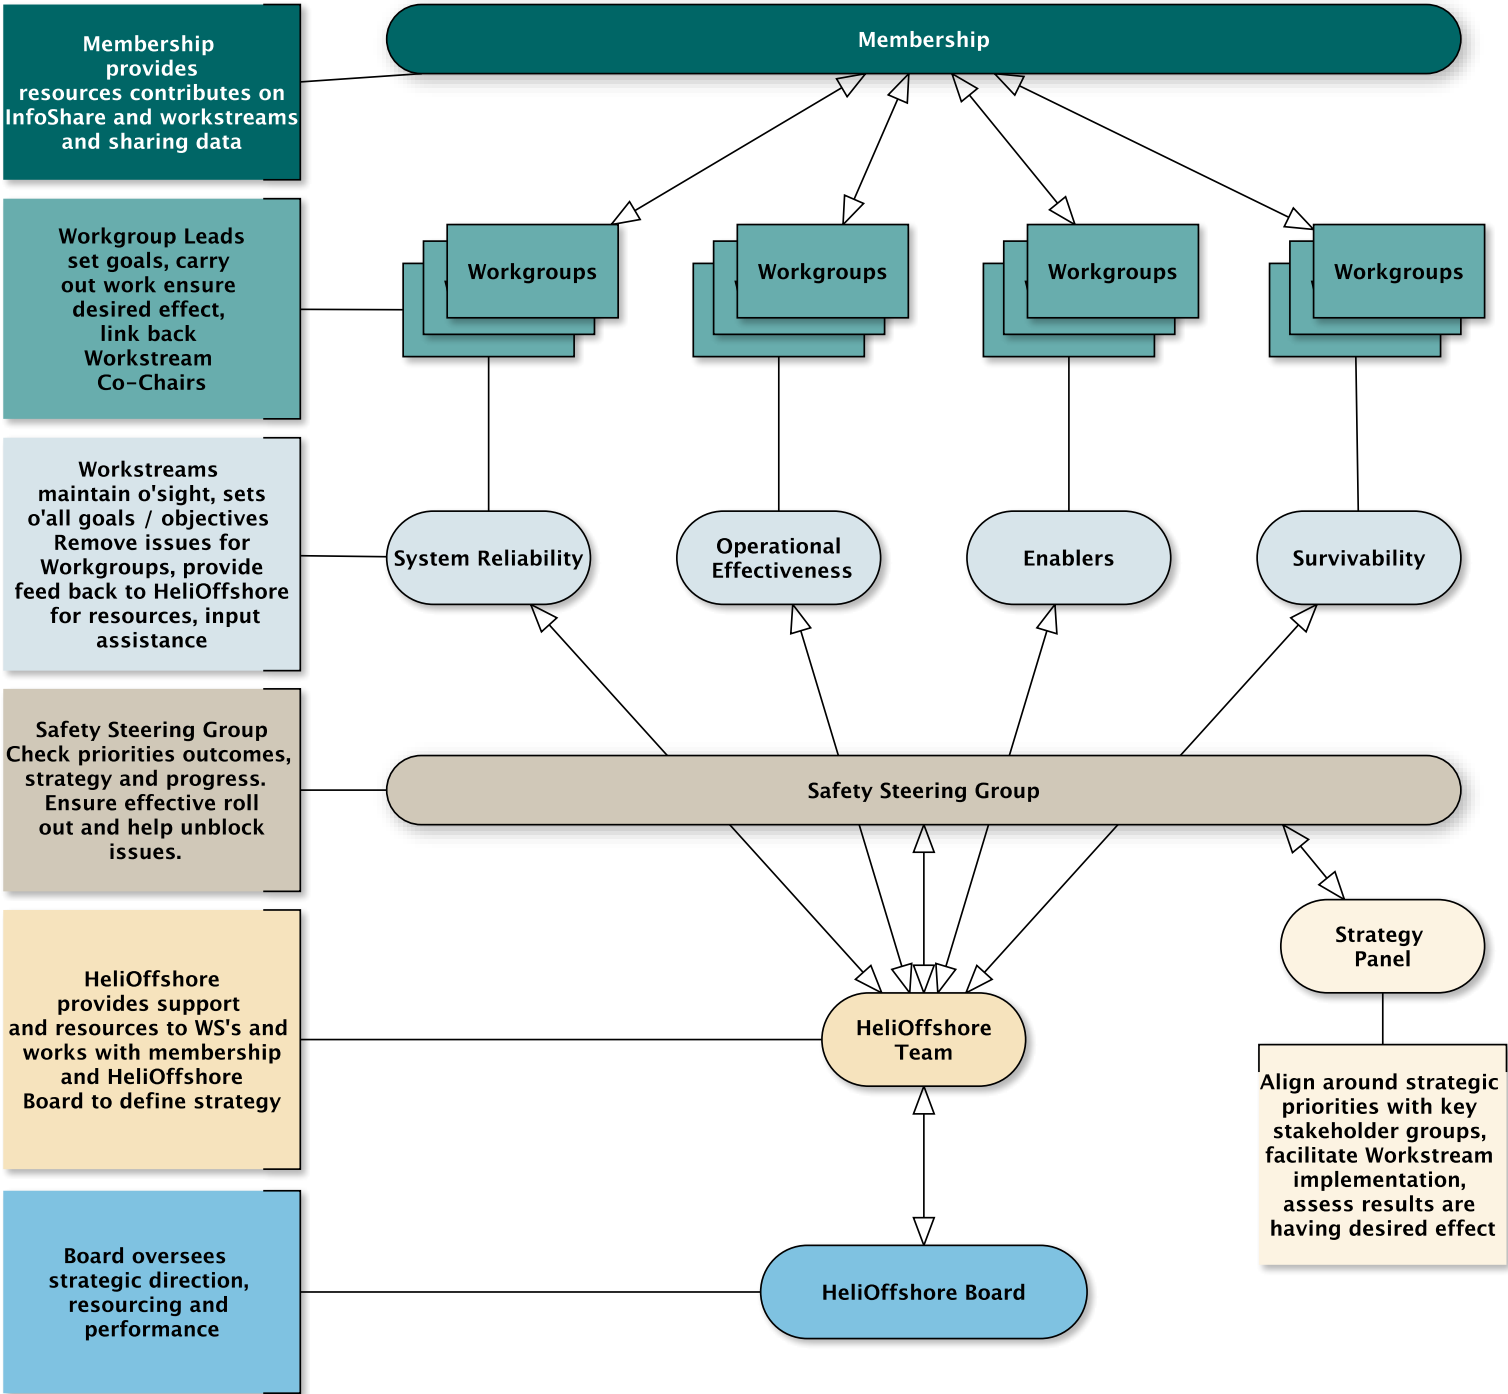 Membership
provides
resources contributes on
InfoShare and workstreams
and sharing data
Membership
Workgroup Leads
set goals, carry
out work ensure
desired effect,
link back
Workstream
Co-Chairs
Workgroups
Workgroups
Workgroups
Workgroups
Workstreams
maintain o'sight, sets
o'all goals / objectives
Remove issues for
Workgroups, provide
feed back to HeliOffshore
for resources, input
assistance
System Reliability
Operational
Effectiveness
Enablers
Survivability
Safety Steering Group
Check priorities outcomes,
strategy and progress.
Ensure effective roll
out and help unblock
issues.
Safety Steering Group
HeliOffshore
provides support
and resources to WS's and
works with membership
and HeliOffshore
Board to define strategy
HeliOffshore
Team
Strategy
Panel
Align around strategic
priorities with key
stakeholder groups,
facilitate Workstream
implementation,
assess results are
having desired effect
Board oversees
strategic direction,
resourcing and
performance
HeliOffshore Board